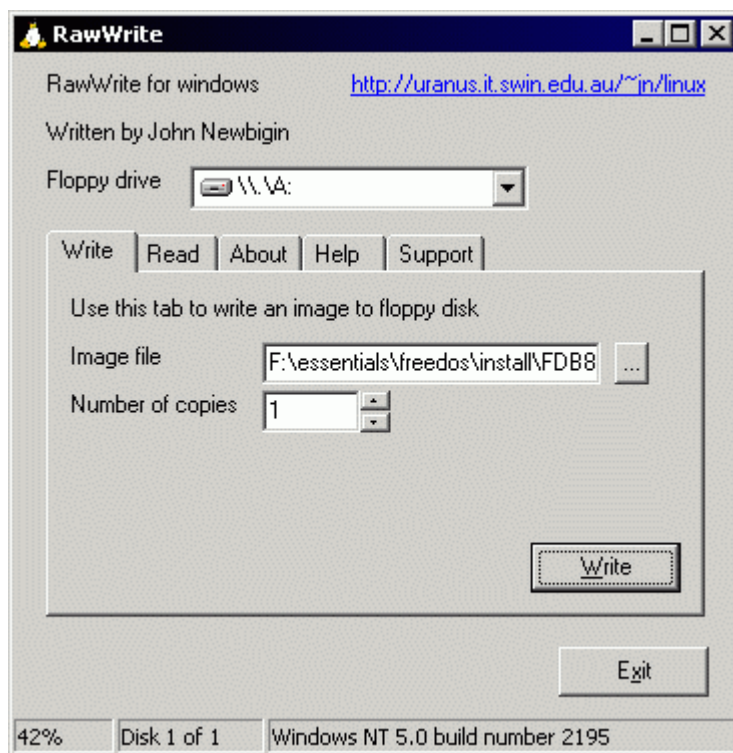 RawWrite
RawWrite for windows http://uranus.it.swin.edu.au/~jn/linux
Written by John Newbigin
Floppy drive \\.\A:
Write Read About Help Support
Use this tab to write an image to floppy disk
Image file F:\essentials\freedos\install\FDB8 ...
Number of copies 1
Write
Exit
42% Disk 1 of 1 Windows NT 5.0 build number 2195